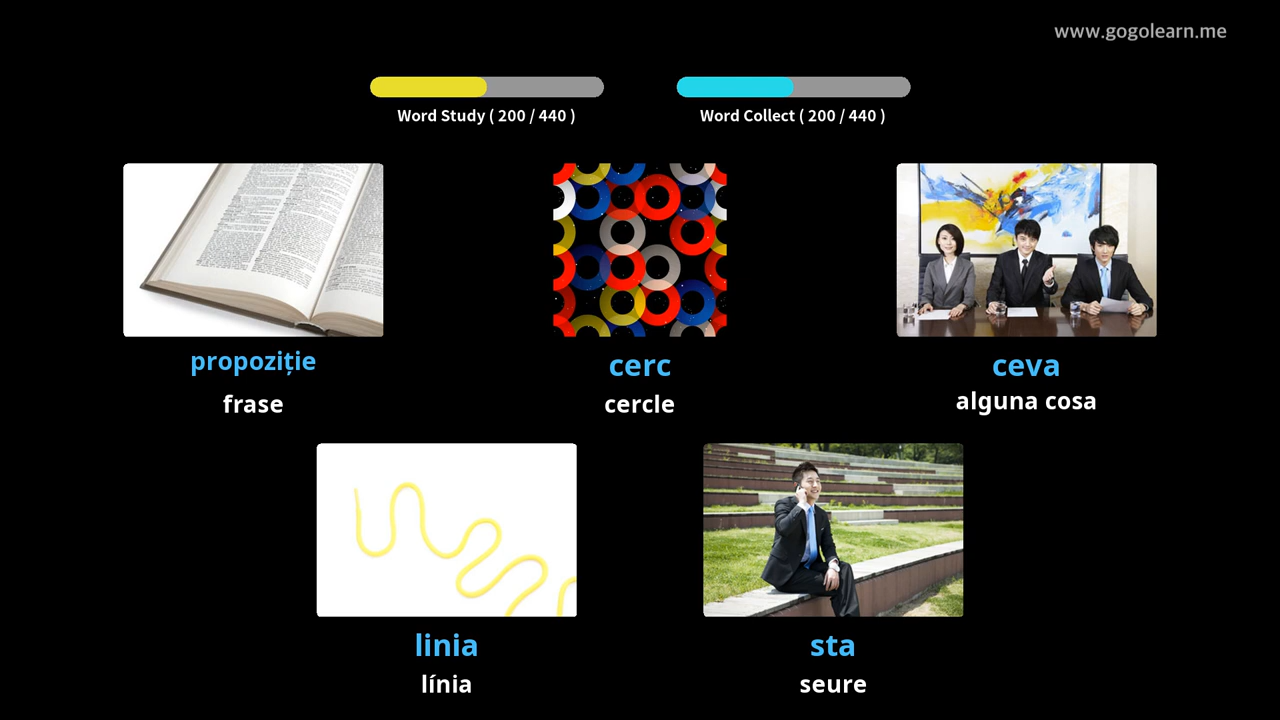 www.gogolearn.me
Word Study ( 200 / 440 )
Word Collect ( 200 / 440 )
propoziție
frase
cerc
cercle
ceva
alguna cosa
linia
línia
sta
seure